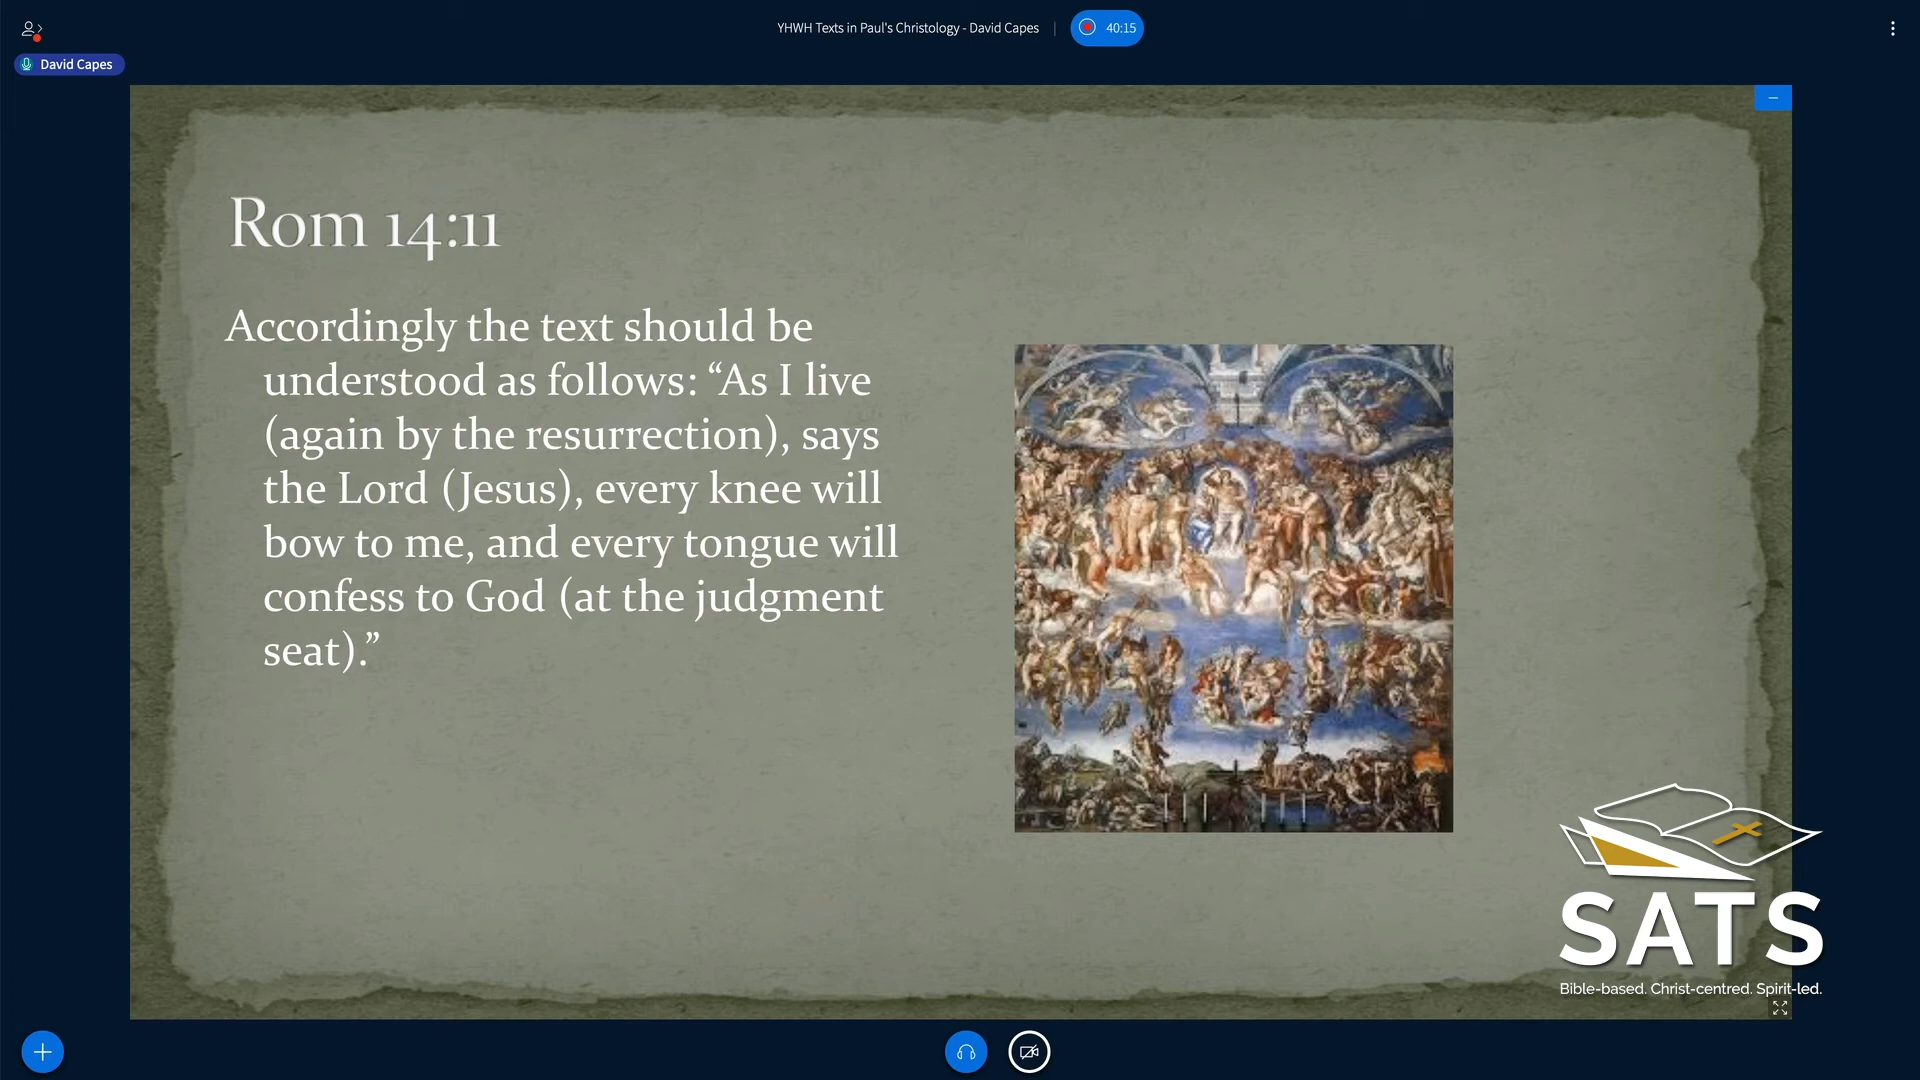 YHWH Texts in Paul's Christology - David Capes
40:15
David Capes
Rom 14:11
Accordingly the text should be
understood as follows: “As I live
(again by the resurrection), says
the Lord (Jesus), every knee will
bow to me, and every tongue will
confess to God (at the judgment
seat).”
SATS
Bible-based. Christ-centred. Spirit-led.